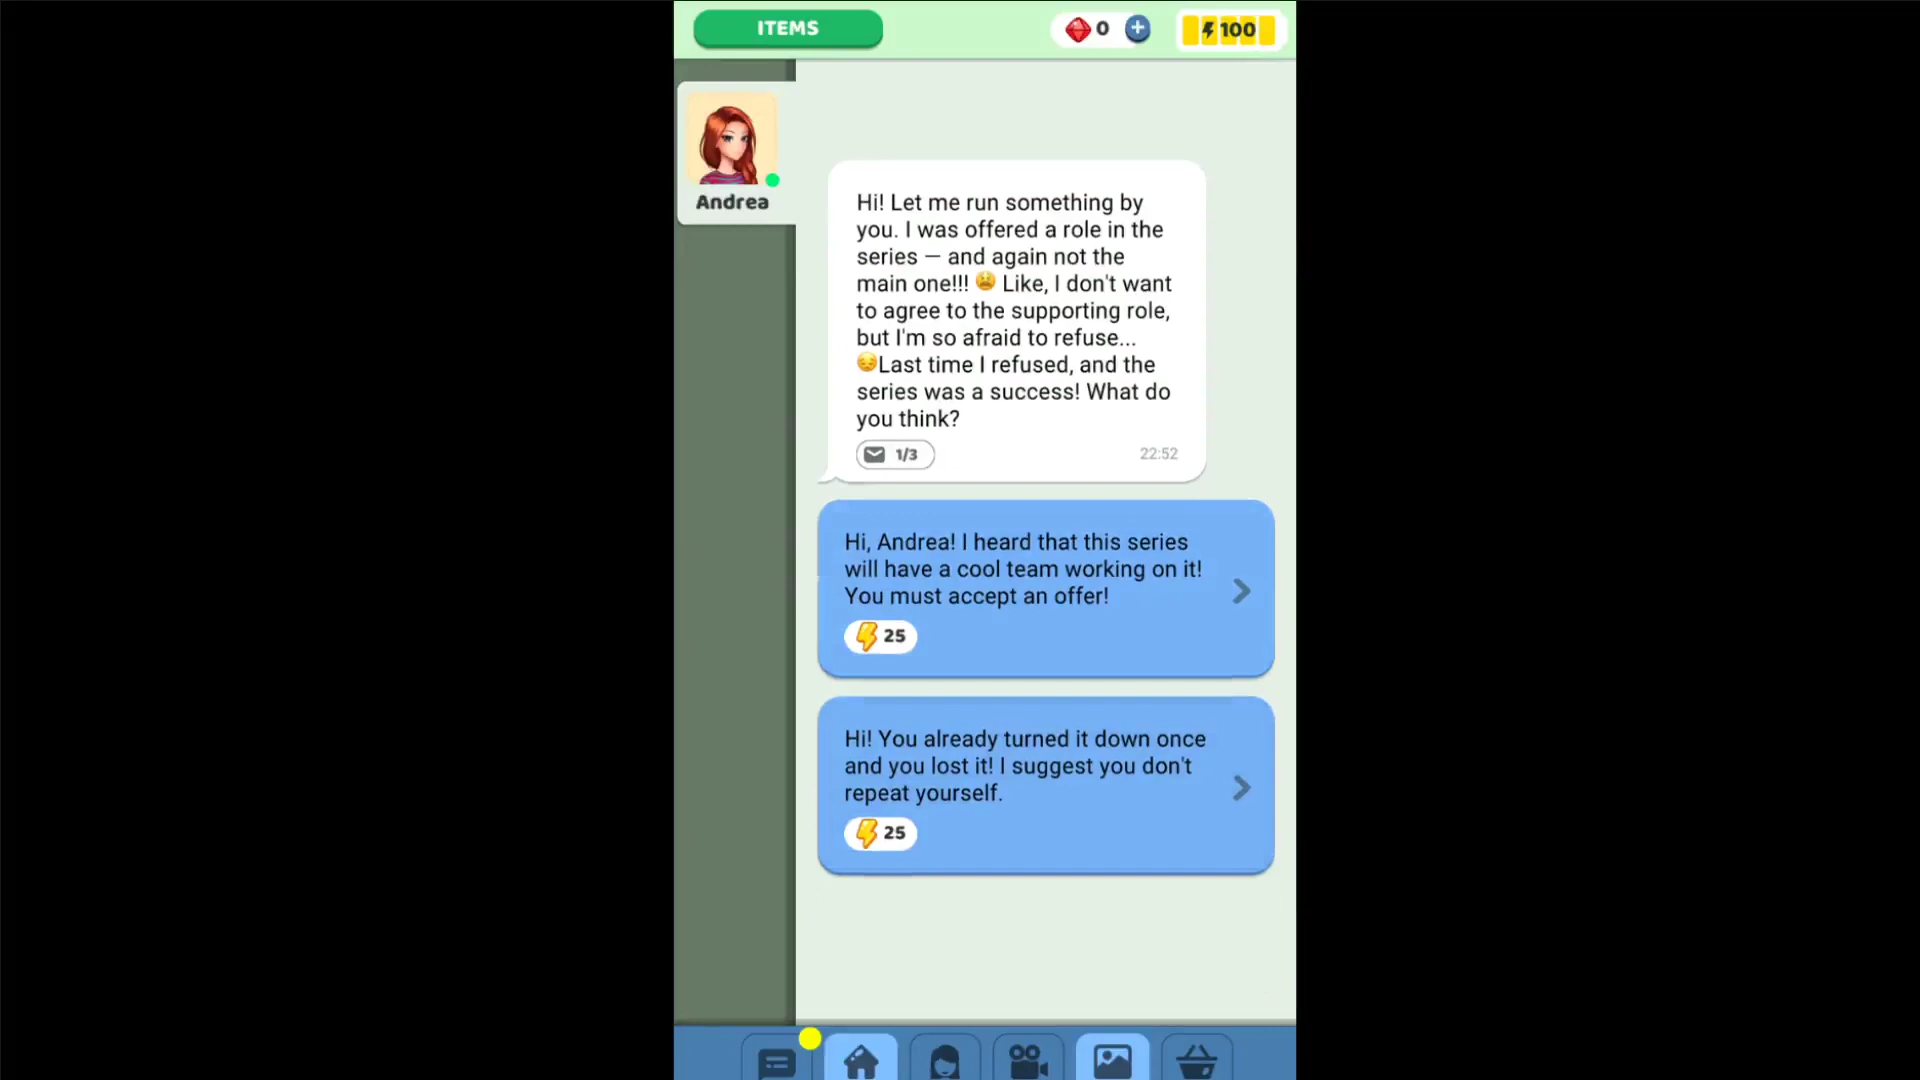 ITEMS
0
100
Andrea
Hi! Let me run something by
you. I was offered a role in the
series — and again not the
main one!!! 😫 Like, I don't want
to agree to the supporting role,
but I'm so afraid to refuse...
😔Last time I refused, and the
series was a success! What do
you think?
1/3
22:52
Hi, Andrea! I heard that this series
will have a cool team working on it!
You must accept an offer!
25
Hi! You already turned it down once
and you lost it! I suggest you don't
repeat yourself.
25